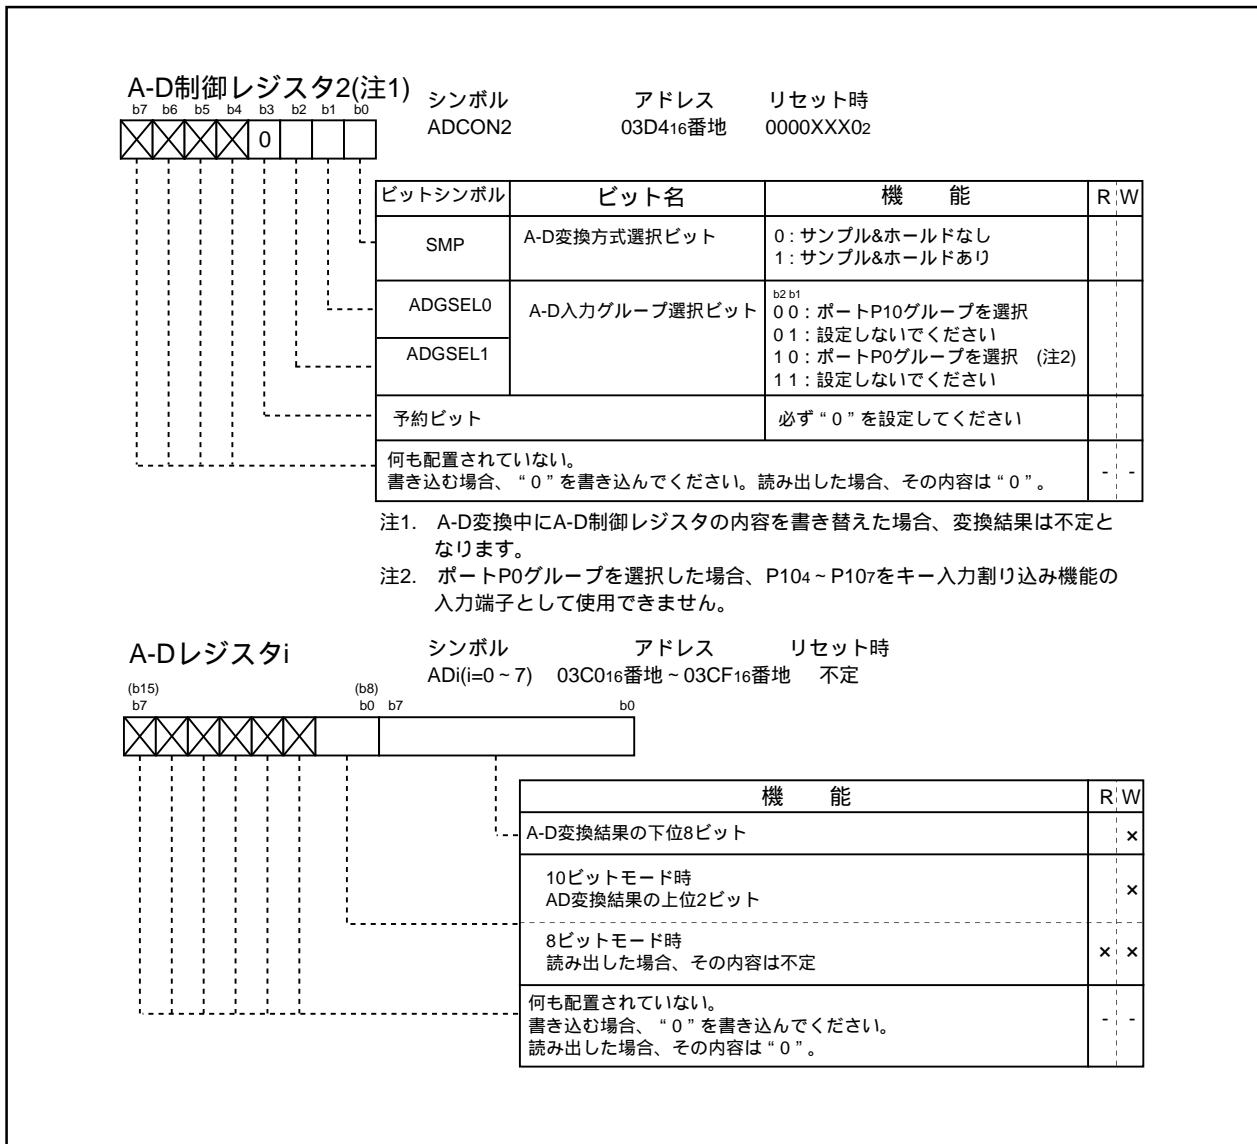 A-D制御レジスタ2(注1)
シンボル アドレス リセット時
ADCON2 03D416番地 0000XXX02
b7 b6 b5 b4 b3 b2 b1 b0
0
ビットシンボル ビット名 機 能 R W
SMP A-D変換方式選択ビット 0 : サンプル&ホールドなし
1 : サンプル&ホールドあり
ADGSEL0 A-D入力グループ選択ビット
ADGSEL1
b2 b1
0 0 : ポートP10グループを選択
0 1 : 設定しないでください
1 0 : ポートP0グループを選択 (注2)
1 1 : 設定しないでください
予約ビット 必ず“0”を設定してください
何も配置されていない。
書き込む場合、“0”を書き込んでください。読み出した場合、その内容は“0”。 - -
注1. A-D変換中にA-D制御レジスタの内容を書き替えた場合、変換結果は不定と
なります。
注2. ポートP0グループを選択した場合、P104~P107をキー入力割り込み機能の
入力端子として使用できません。
A-Dレジスタi
シンボル アドレス リセット時
ADi(i=0~7) 03C016番地~03CF16番地 不定
(b15) (b8)
b7 b0 b7 b0
機 能 R W
A-D変換結果の下位8ビット ×
10ビットモード時
AD変換結果の上位2ビット ×
8ビットモード時
読み出した場合、その内容は不定 × ×
何も配置されていない。
書き込む場合、“0”を書き込んでください。 - -
読み出した場合、その内容は“0”。